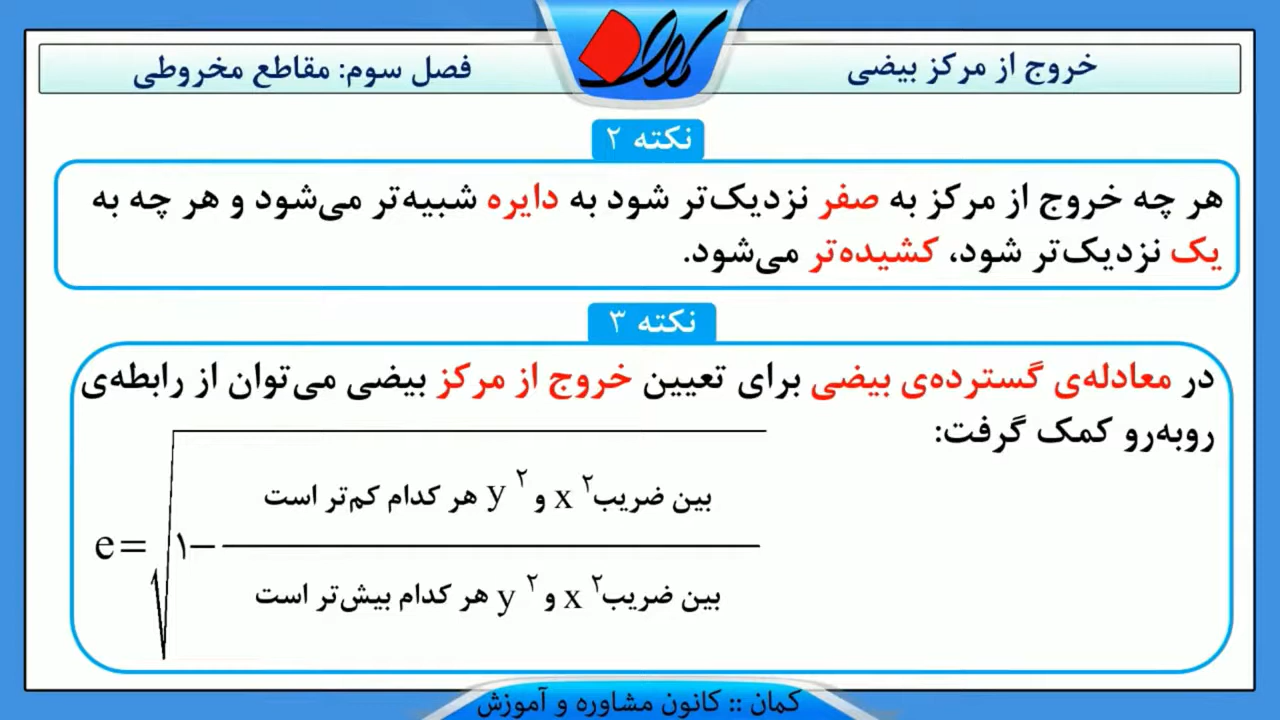 خروج از مرکز بیضی
فصل سوم: مقاطع مخروطی
نکته ۲
هر چه خروج از مرکز به صفر نزدیک‌تر شود به دایره شبیه‌تر می‌شود و هر چه به
یک نزدیک‌تر شود، کشیده‌تر می‌شود.
نکته ۳
در معادله‌ی گسترده‌ی بیضی برای تعیین خروج از مرکز بیضی می‌توان از رابطه‌ی
روبه‌رو کمک گرفت:
بین ضریب x۲ و y۲ هر کدام کم‌تر است
e=√۱−
بین ضریب x۲ و y۲ هر کدام بیش‌تر است
کمان :: کانون مشاوره و آموزش